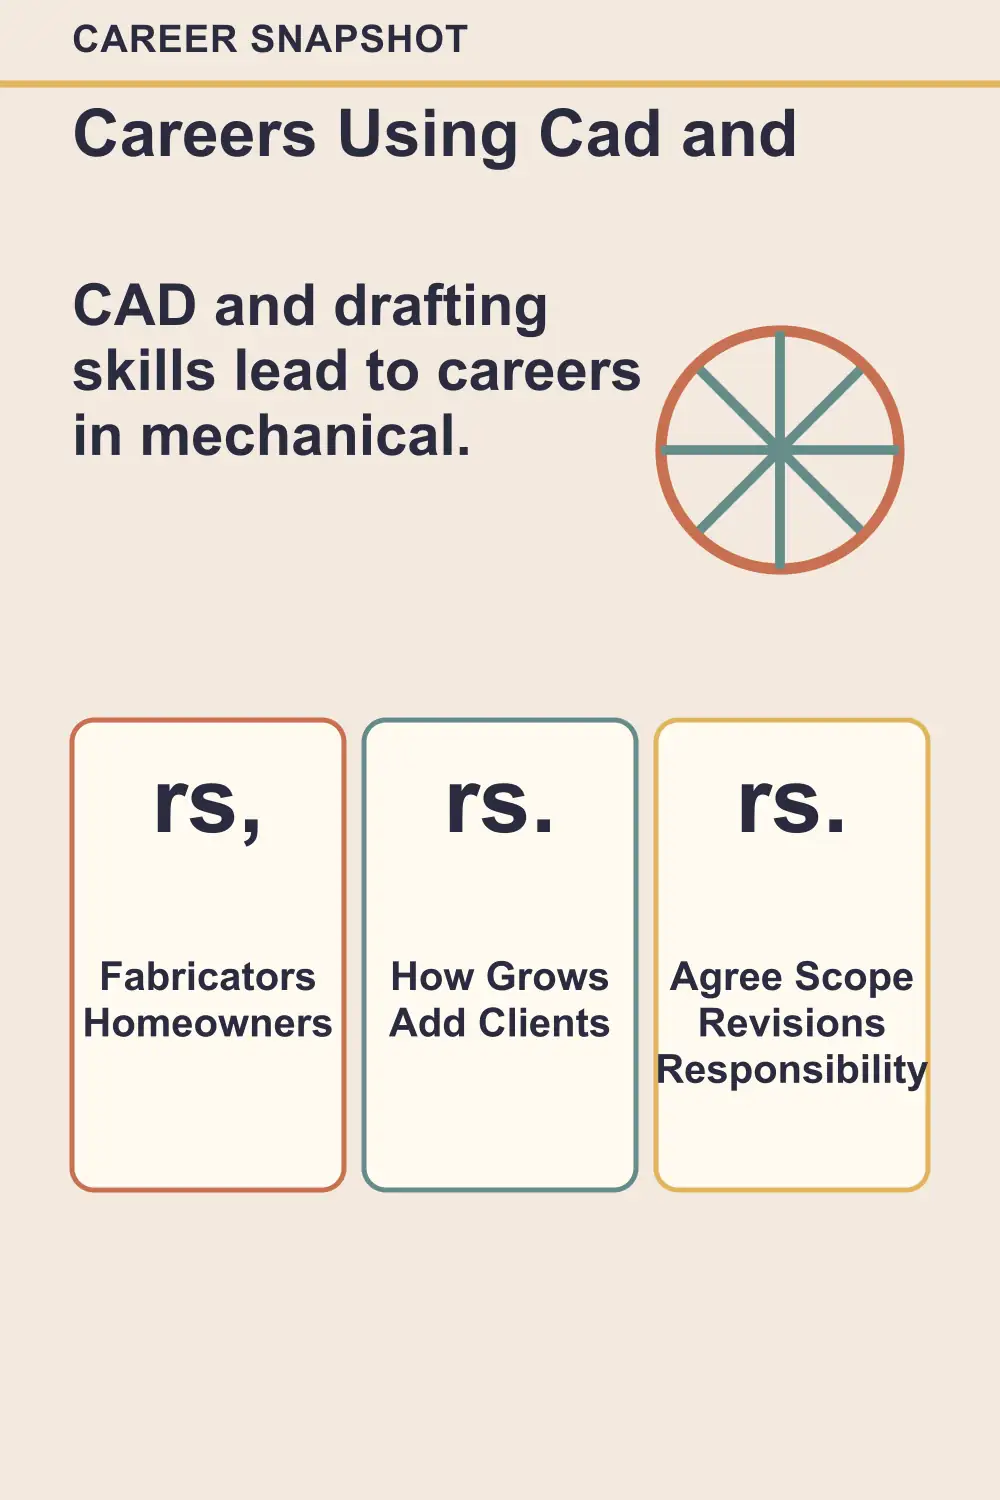 CAREER SNAPSHOT
Careers Using Cad and
CAD and drafting
skills lead to careers
in mechanical.
rs,
Fabricators
Homeowners
rs.
How Grows
Add Clients
rs.
Agree Scope
Revisions
Responsibility